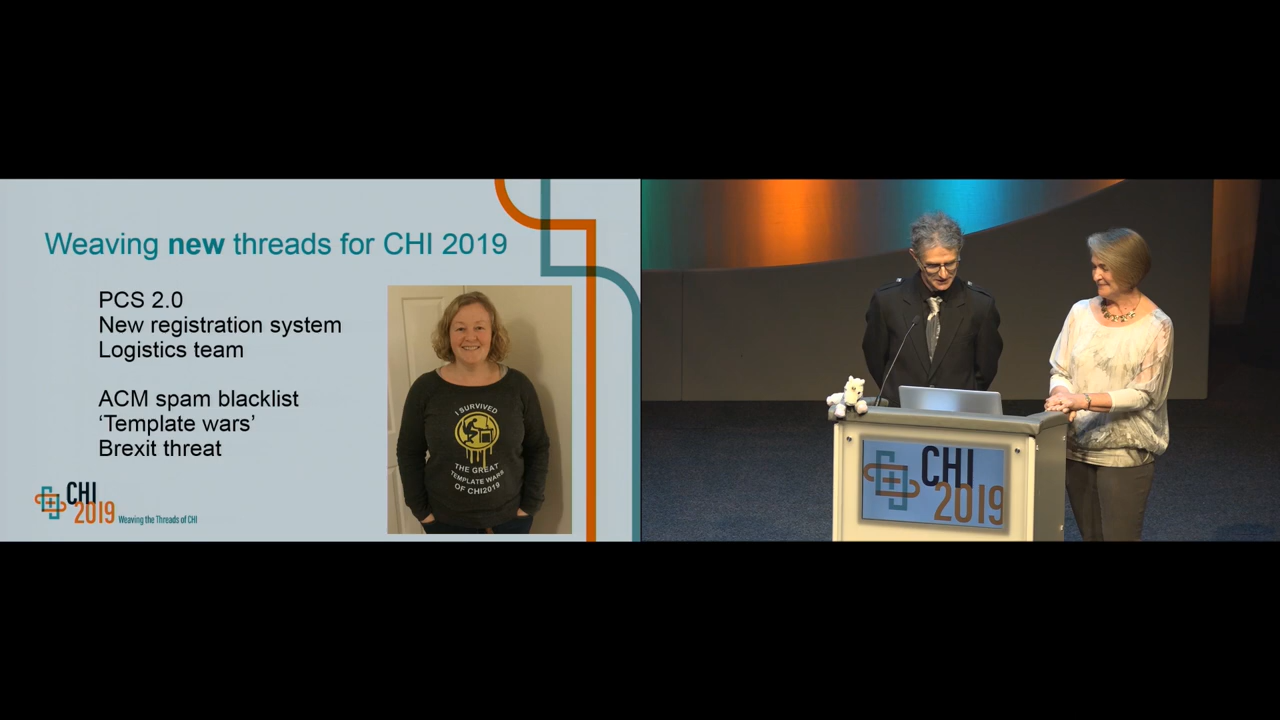 Weaving new threads for CHI 2019
PCS 2.0
New registration system
Logistics team
ACM spam blacklist
‘Template wars’
Brexit threat
I SURVIVED
THE GREAT
TEMPLATE WARS
OF CHI2019
CHI
2019 Weaving the Threads of CHI
CHI
2019